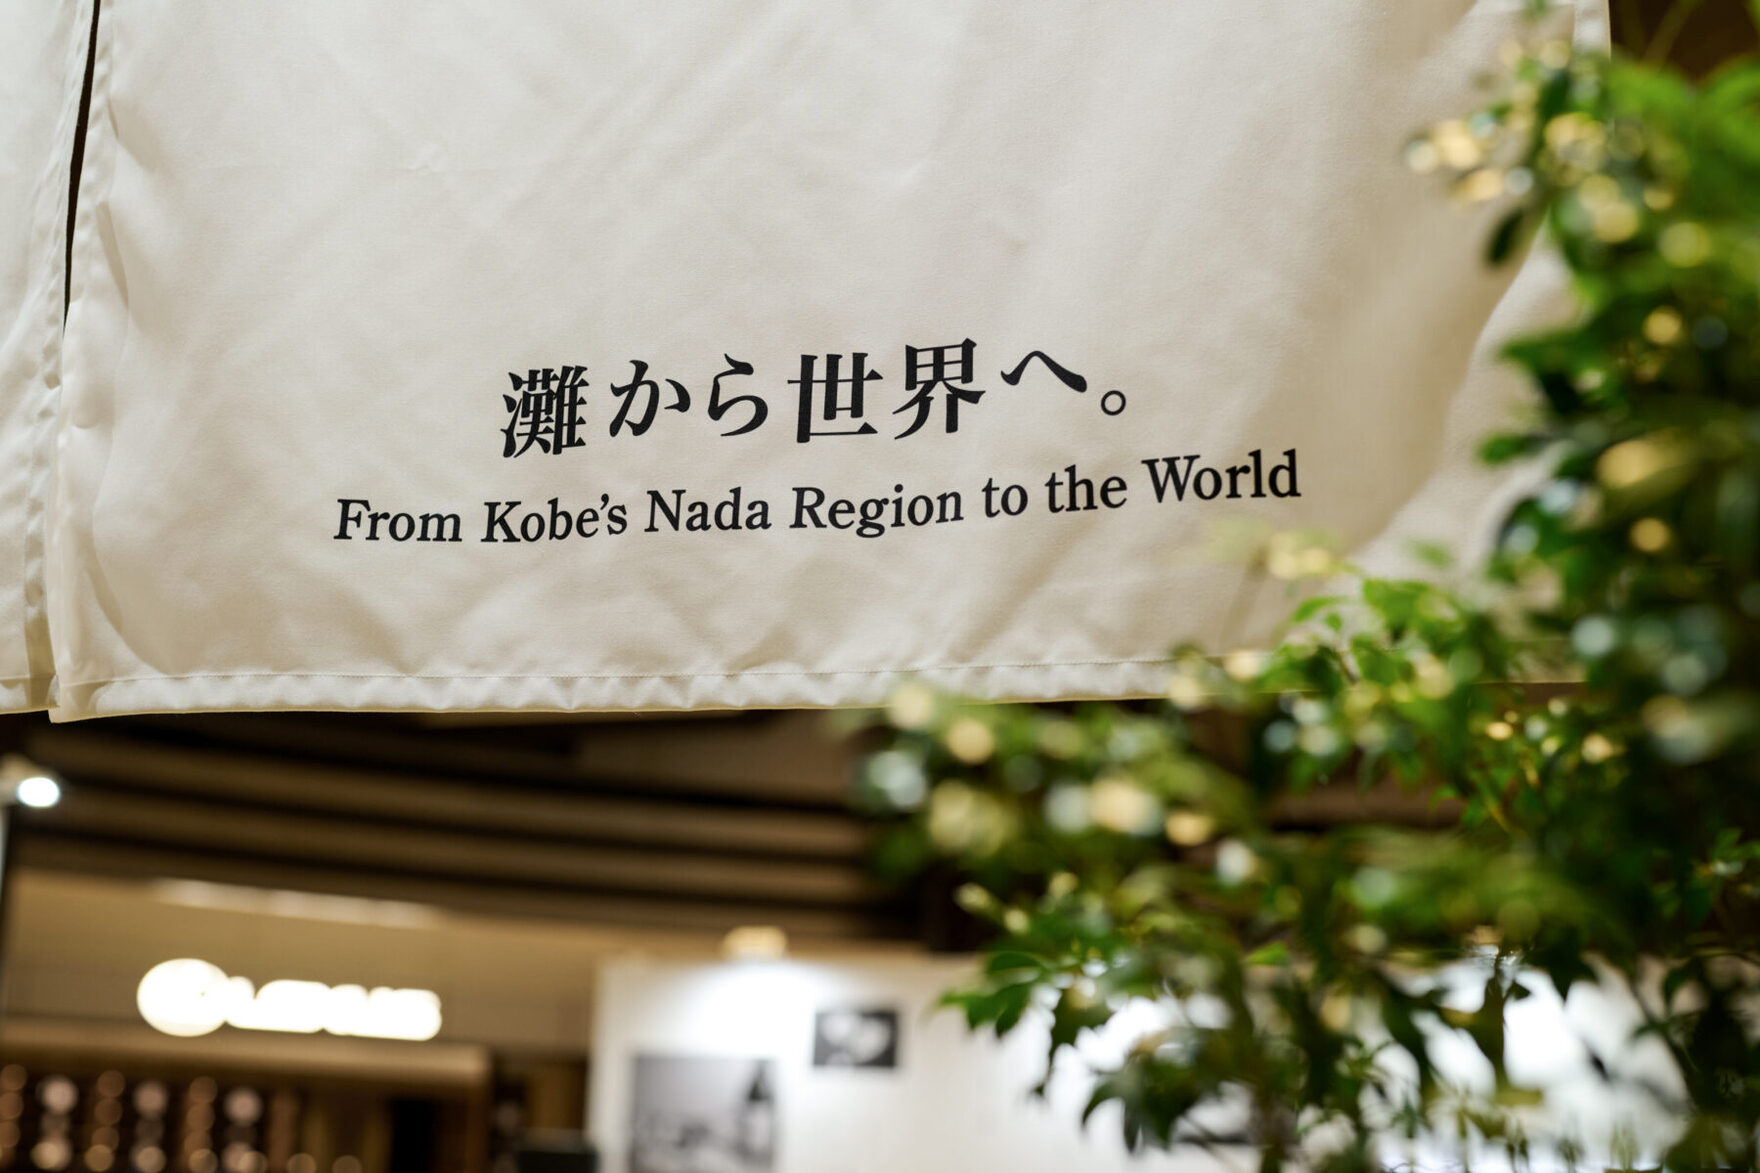 灘から世界へ。
From Kobe’s Nada Region to the World